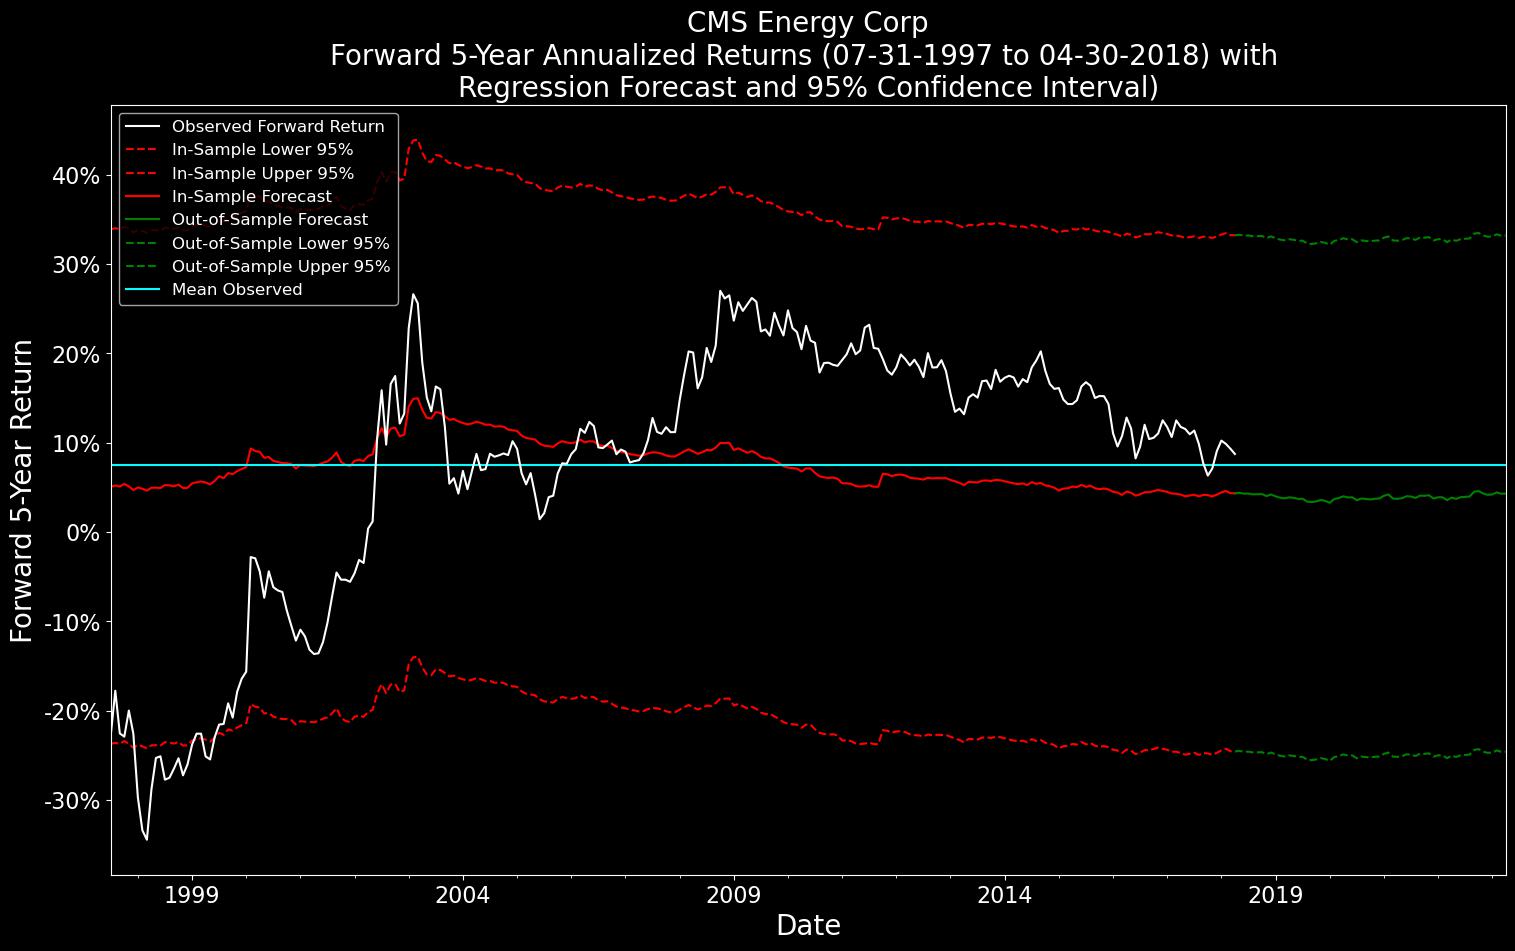 CMS Energy Corp
Forward 5-Year Annualized Returns (07-31-1997 to 04-30-2018) with
Regression Forecast and 95% Confidence Interval)
Observed Forward Return
In-Sample Lower 95%
In-Sample Upper 95%
In-Sample Forecast
Out-of-Sample Forecast
Out-of-Sample Lower 95%
Out-of-Sample Upper 95%
Mean Observed
Forward 5-Year Return
40%
30%
20%
10%
0%
-10%
-20%
-30%
1999 2004 2009 2014 2019
Date